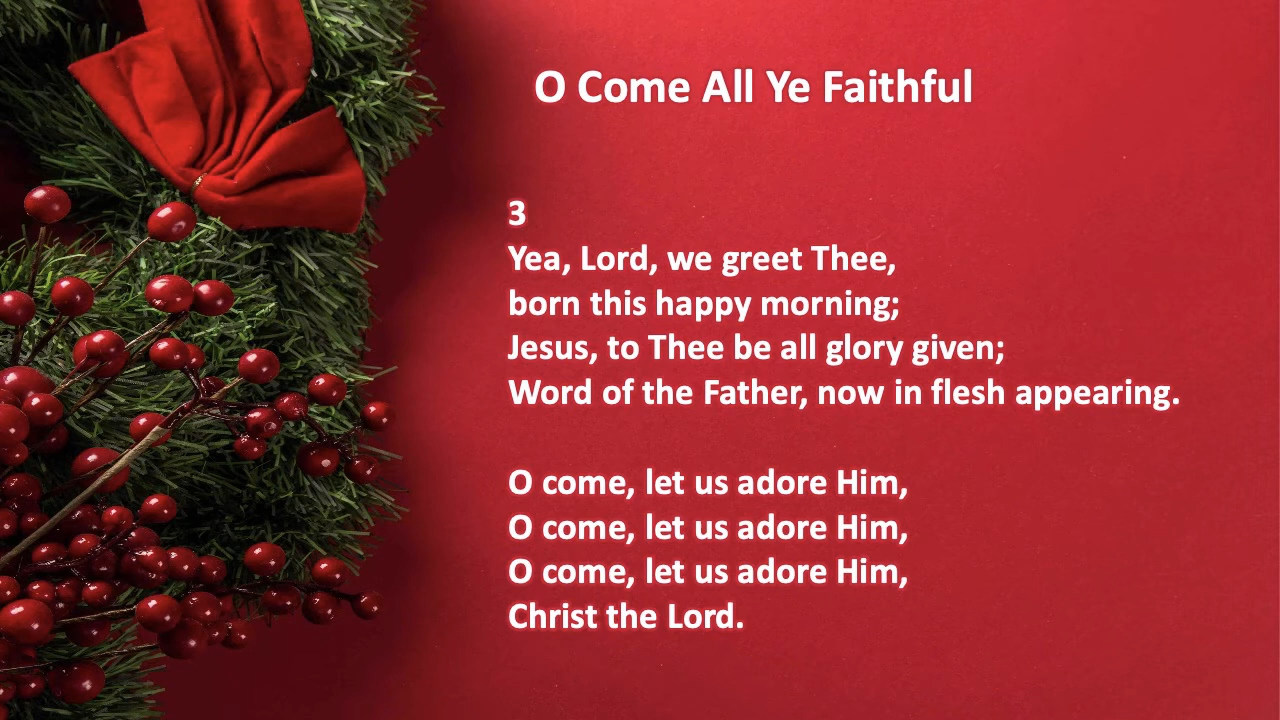 O Come All Ye Faithful
3
Yea, Lord, we greet Thee,
born this happy morning;
Jesus, to Thee be all glory given;
Word of the Father, now in flesh appearing.
O come, let us adore Him,
O come, let us adore Him,
O come, let us adore Him,
Christ the Lord.